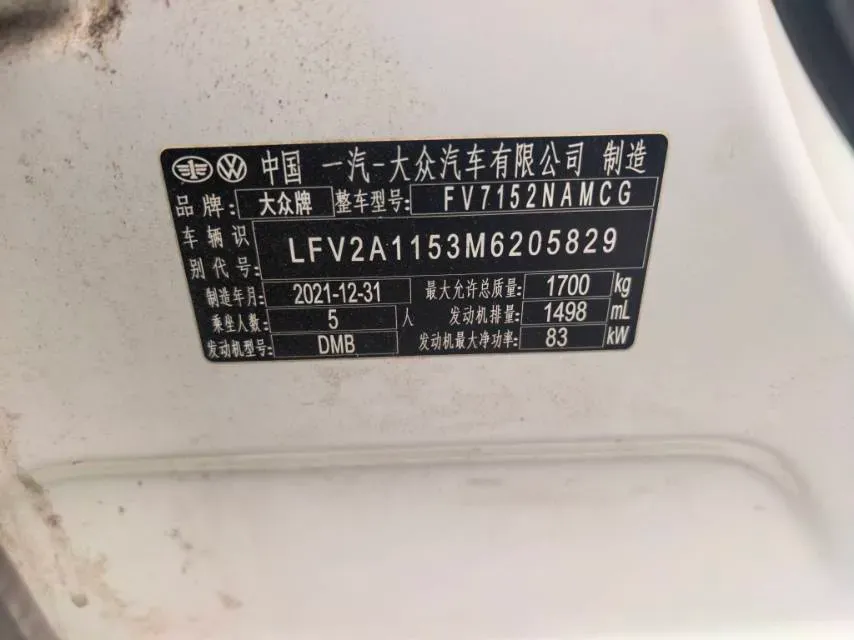 中国 一汽-大众汽车有限公司 制造
品牌: 大众牌 整车型号: FV7152NAMCG
车辆识别代号: LFV2A1153M6205829
制造年月: 2021-12-31 最大允许总质量: 1700 kg
乘坐人数: 5 人 发动机排量: 1498 mL
发动机型号: DMB 发动机最大净功率: 83 kW